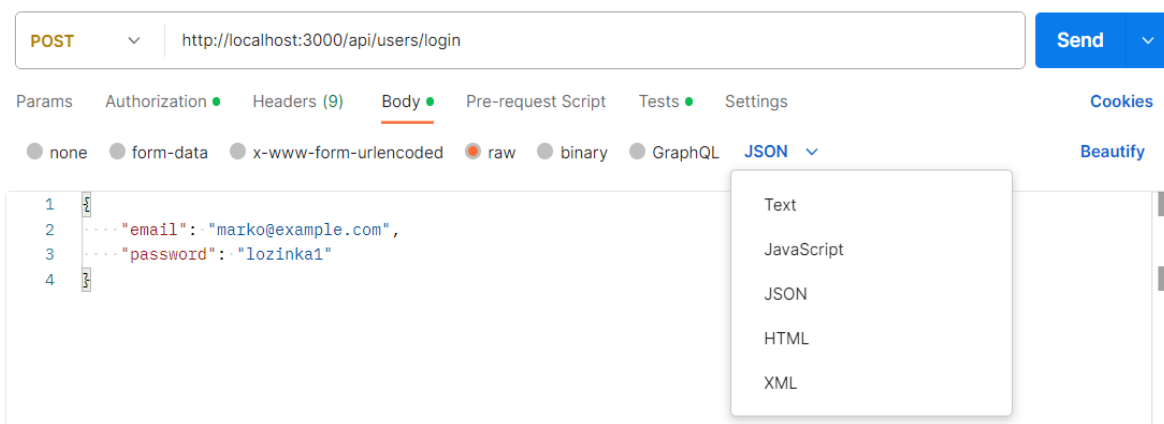 POST http://localhost:3000/api/users/login Send
Params Authorization Headers (9) Body Pre-request Script Tests Settings Cookies
none form-data x-www-form-urlencoded raw binary GraphQL JSON Beautify
1 {
2 "email": "marko@example.com",
3 "password": "lozinka1"
4 }
Text
JavaScript
JSON
HTML
XML